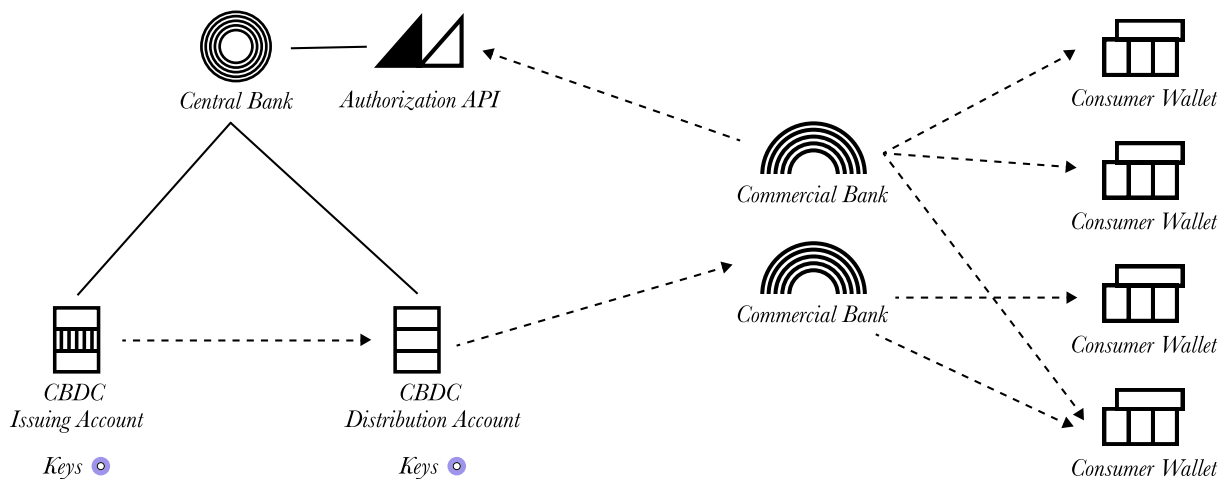 Central Bank
Authorization API
Consumer Wallet
Commercial Bank
Consumer Wallet
Commercial Bank
Consumer Wallet
CBDC
Issuing Account
CBDC
Distribution Account
Keys
Keys
Consumer Wallet